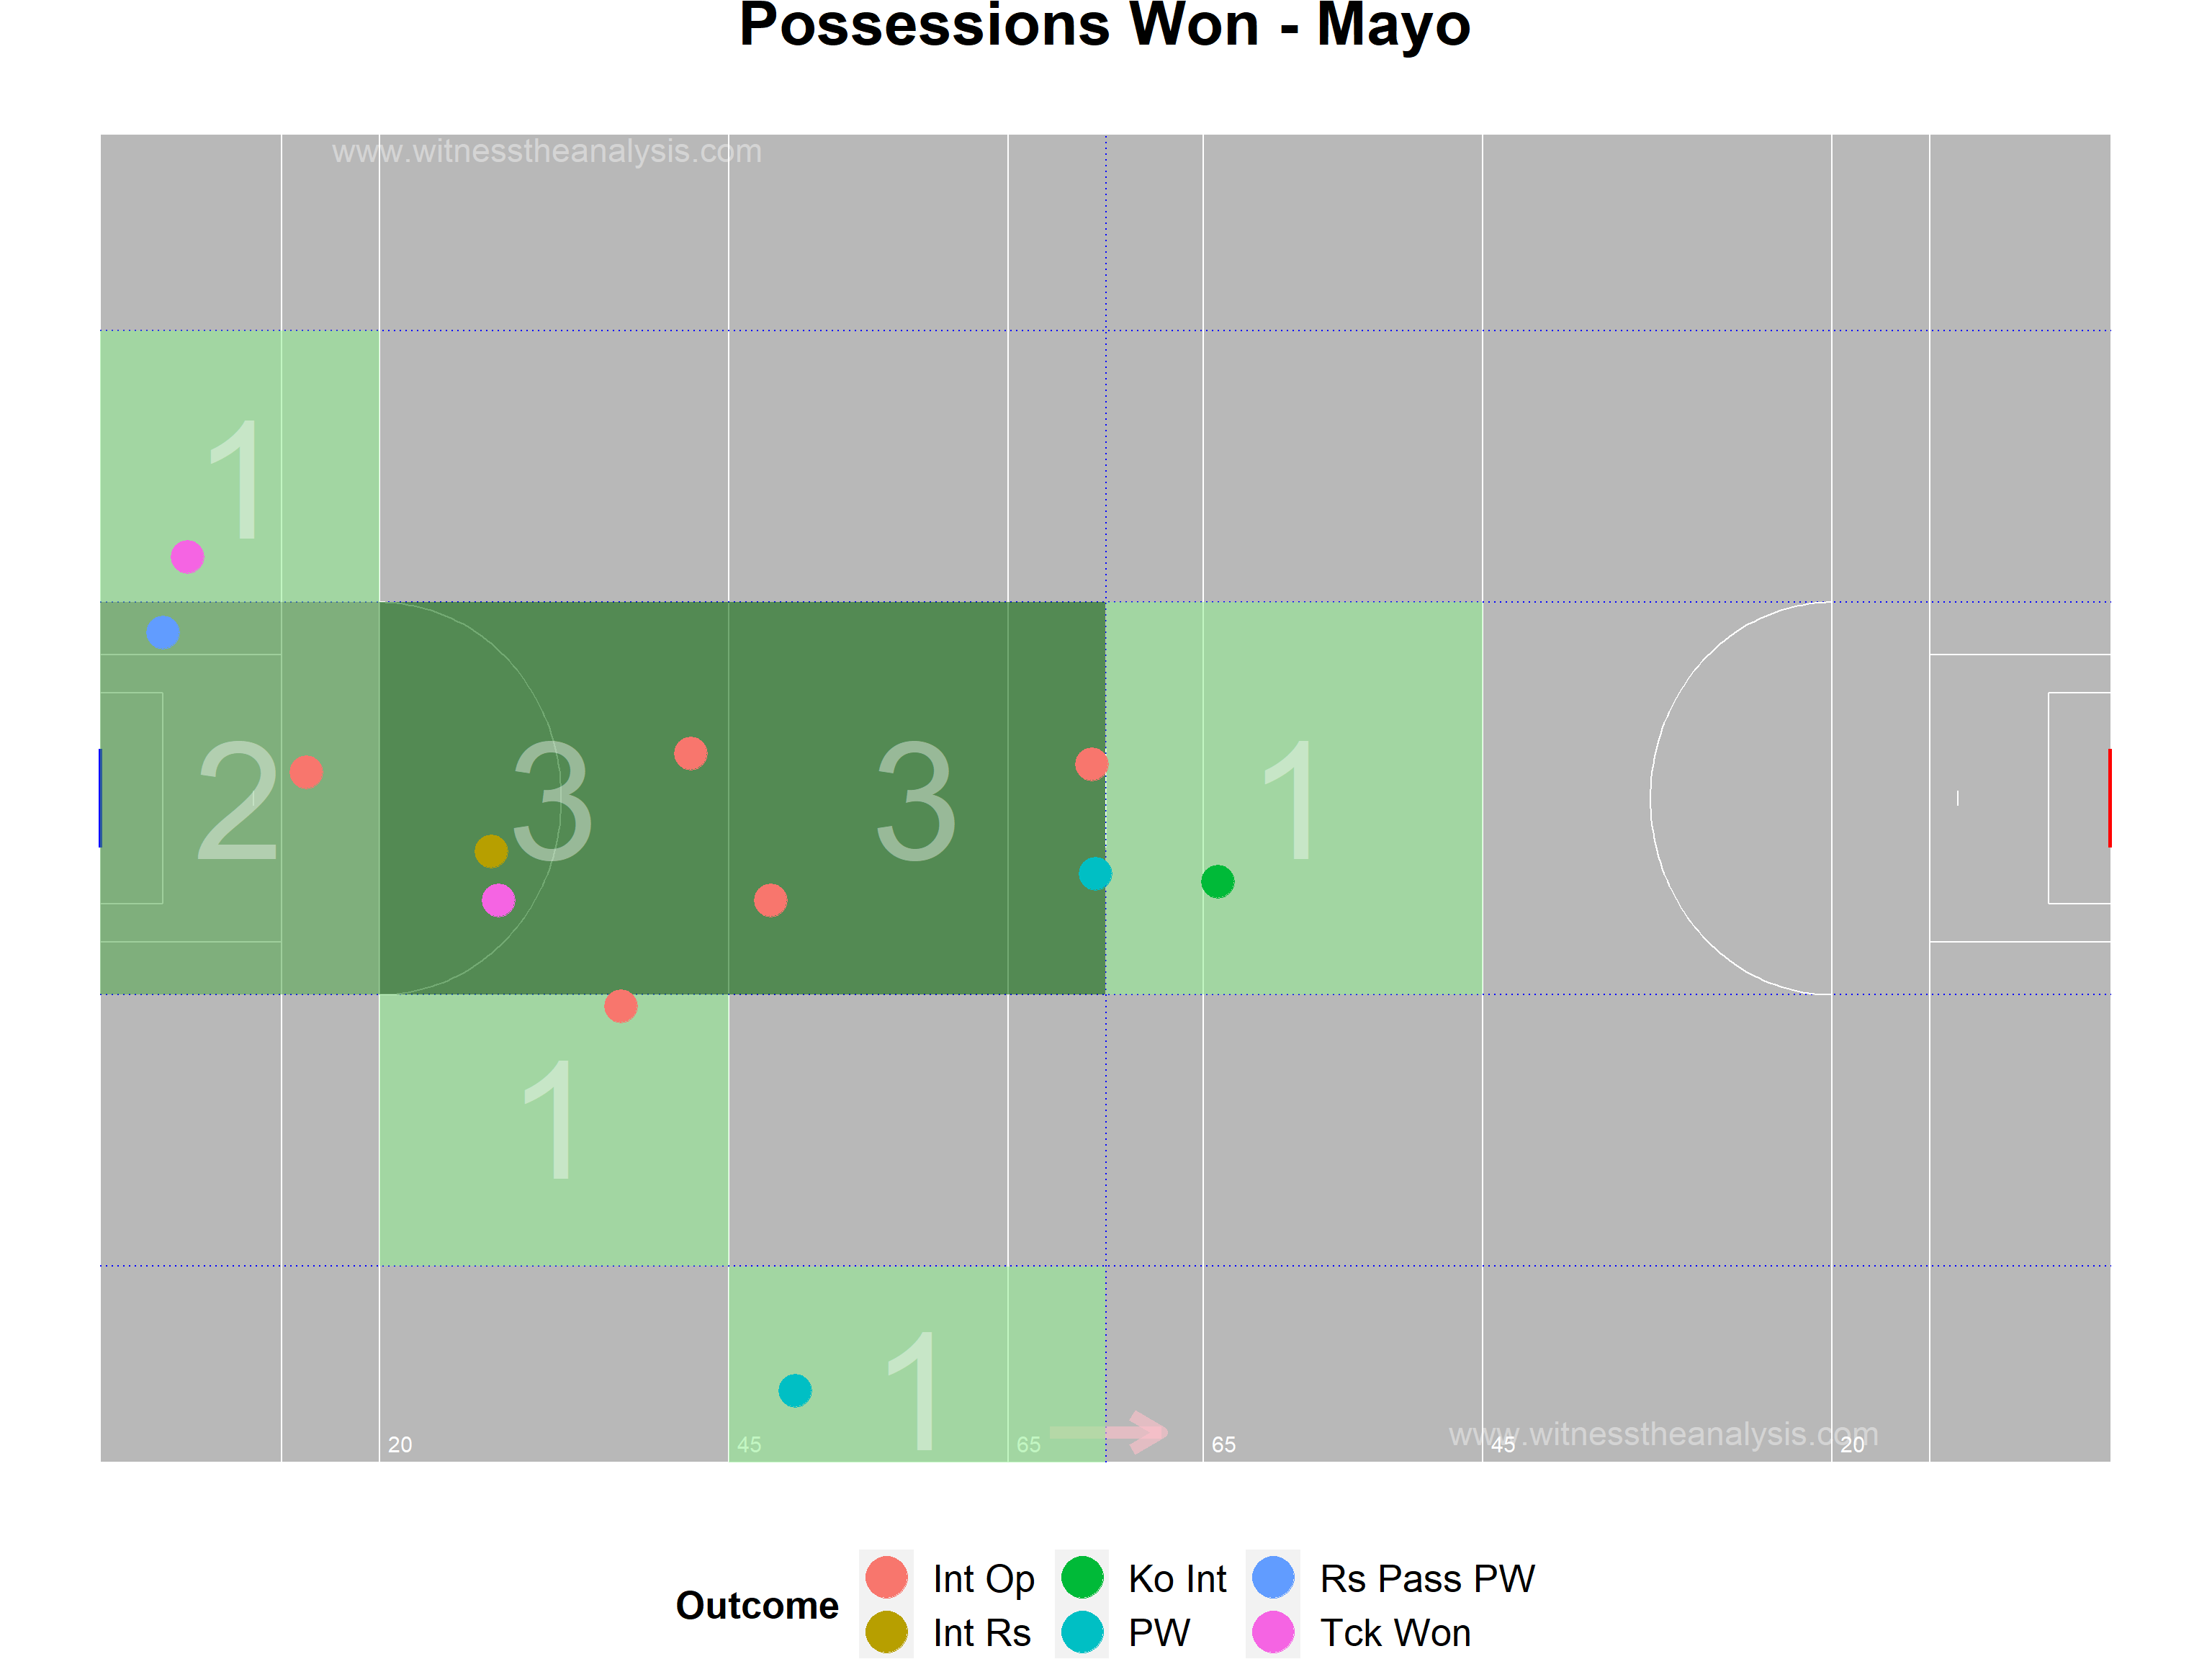 Possessions Won - Mayo
www.witnesstheanalysis.com
1
2 3 3 1
1
1
www.witnesstheanalysis.com
20 45 65 65 45 20
Outcome
Int Op Ko Int Rs Pass PW
Int Rs PW Tck Won